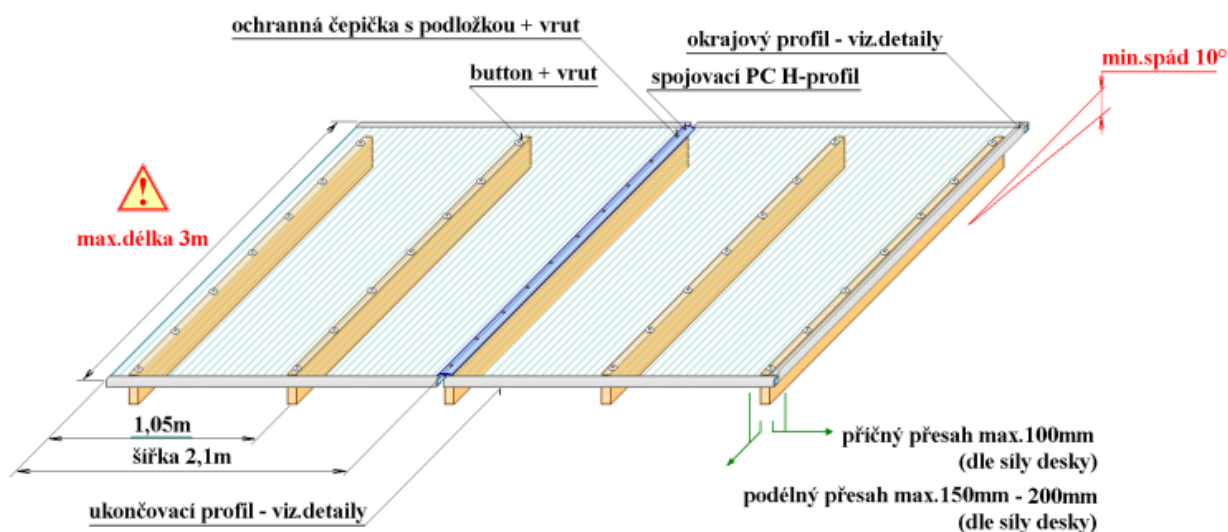 ochranná čepička s podložkou + vrut
okrajový profil - viz.detaily
min.spád 10°
button + vrut
spojovací PC H-profil
!
max.délka 3m
1,05m
šířka 2,1m
příčný přesah max.100mm
(dle síly desky)
podélný přesah max.150mm - 200mm
(dle síly desky)
ukončovací profil - viz.detaily